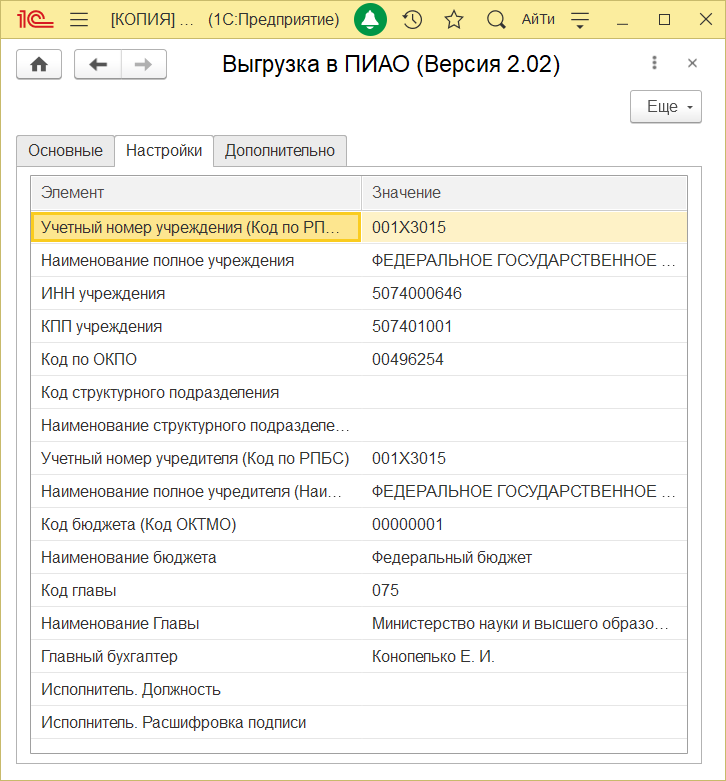 1С [КОПИЯ] ... (1С:Предприятие) АйТи
Выгрузка в ПИАО (Версия 2.02)
Еще
Основные Настройки Дополнительно
Элемент Значение
Учетный номер учреждения (Код по РП... 001Х3015
Наименование полное учреждения ФЕДЕРАЛЬНОЕ ГОСУДАРСТВЕННОЕ ...
ИНН учреждения 5074000646
КПП учреждения 507401001
Код по ОКПО 00496254
Код структурного подразделения
Наименование структурного подразделе...
Учетный номер учредителя (Код по РПБС) 001Х3015
Наименование полное учредителя (Наи... ФЕДЕРАЛЬНОЕ ГОСУДАРСТВЕННОЕ ...
Код бюджета (Код ОКТМО) 00000001
Наименование бюджета Федеральный бюджет
Код главы 075
Наименование Главы Министерство науки и высшего образо...
Главный бухгалтер Конопелько Е. И.
Исполнитель. Должность
Исполнитель. Расшифровка подписи